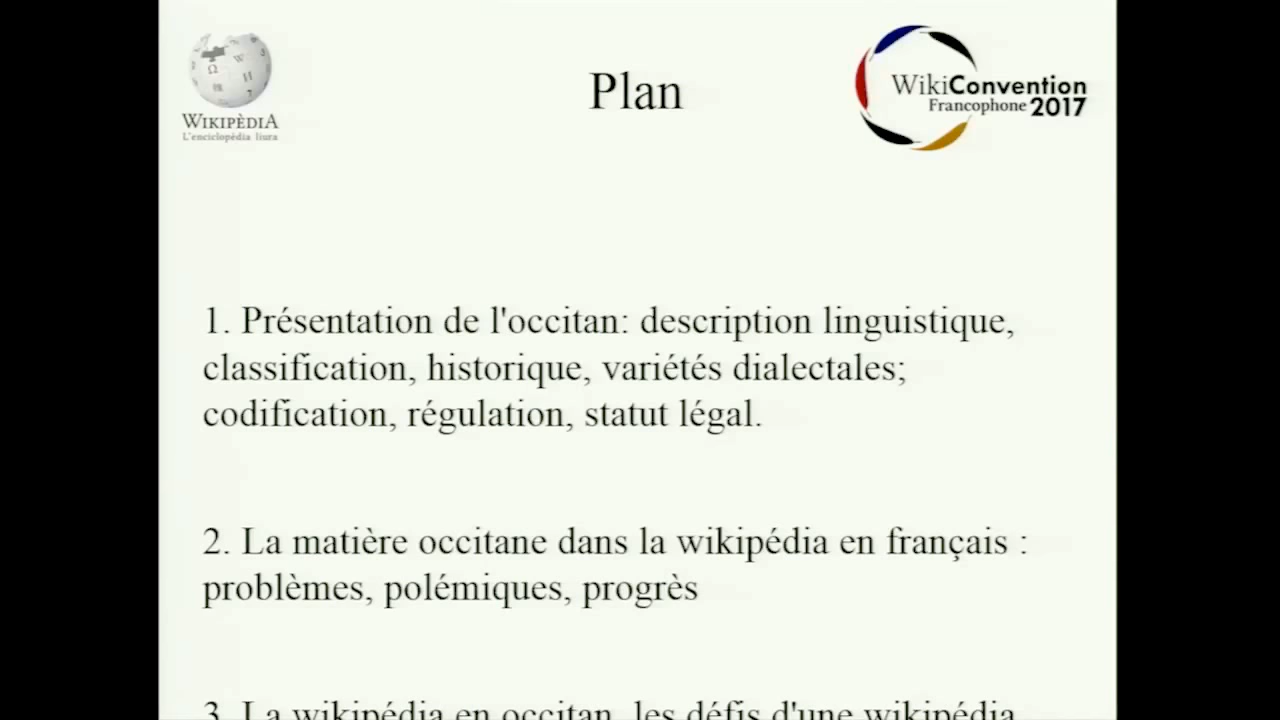 WIKIPÈDIA
L'enciclopèdia liura
Plan
WikiConvention
Francophone 2017
1. Présentation de l'occitan: description linguistique,
classification, historique, variétés dialectales;
codification, régulation, statut légal.
2. La matière occitane dans la wikipédia en français :
problèmes, polémiques, progrès
3. La wikipédia en occitan, les défis d'une wikipédia